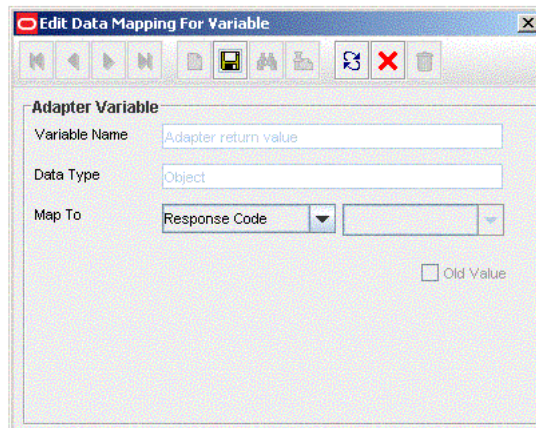 Edit Data Mapping For Variable
Adapter Variable
Variable Name Adapter return value
Data Type Object
Map To Response Code
Old Value